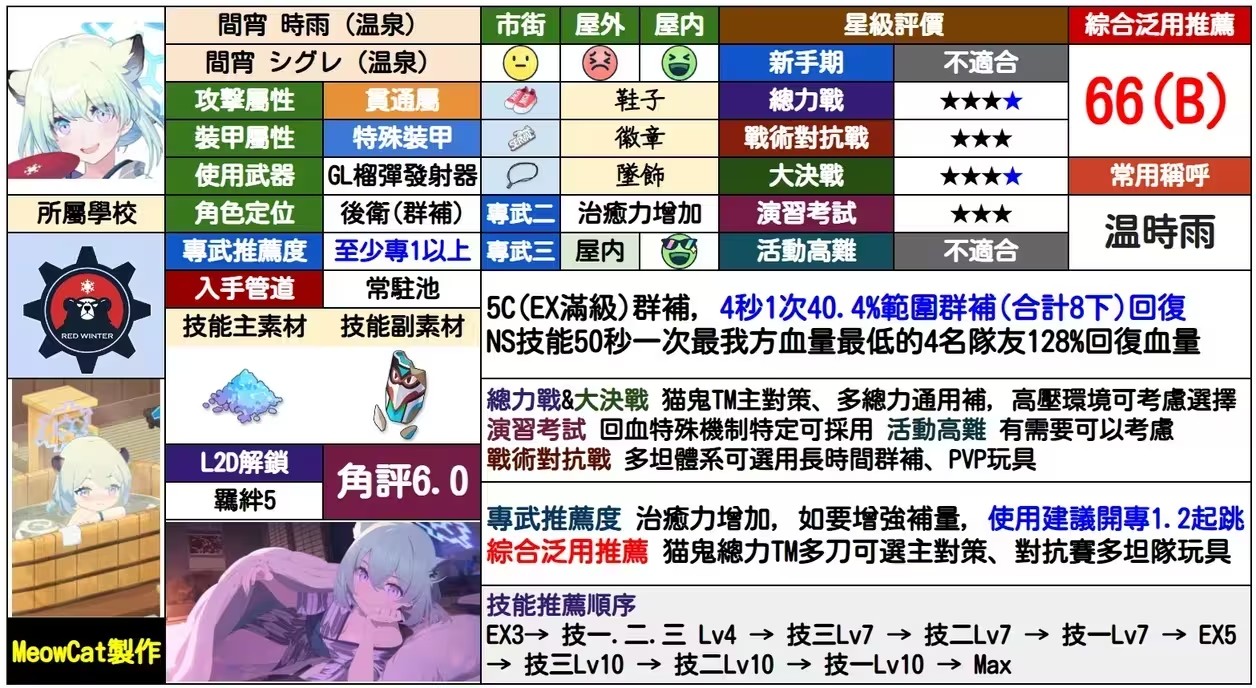 間宵 時雨（温泉）
間宵 シグレ（温泉）
攻擊屬性 貫通屬
裝甲屬性 特殊裝甲
使用武器 GL榴彈發射器
所屬學校
角色定位 後衛(群補)
專武推薦度 至少專1以上
入手管道 常駐池
技能主素材 技能副素材
RED WINTER
L2D解鎖
羈絆5
角評6.0
MeowCat製作
市街 屋外 屋内
鞋子
徽章
墜飾
專武二 治癒力增加
專武三 屋内
星級評價
新手期 不適合
總力戰 ★★★★
戰術對抗戰 ★★★
大決戰 ★★★★
演習考試 ★★★
活動高難 不適合
綜合泛用推薦
66(B)
常用稱呼
温時雨
5C(EX滿級)群補, 4秒1次40.4%範圍群補(合計8下)回復
NS技能50秒一次最我方血量最低的4名隊友128%回復血量
總力戰&大決戰 猫鬼TM主對策、多總力通用補, 高壓環境可考慮選擇
演習考試 回血特殊機制特定可採用 活動高難 有需要可以考慮
戰術對抗戰 多坦體系可選用長時間群補、PVP玩具
專武推薦度 治癒力增加, 如要增強補量, 使用建議開專1.2起跳
綜合泛用推薦 猫鬼總力TM多刀可選主對策、對抗賽多坦隊玩具
技能推薦順序
EX3→ 技一.二.三 Lv4 → 技三Lv7 → 技二Lv7 → 技一Lv7 → EX5
→ 技三Lv10 → 技二Lv10 → 技一Lv10 → Max